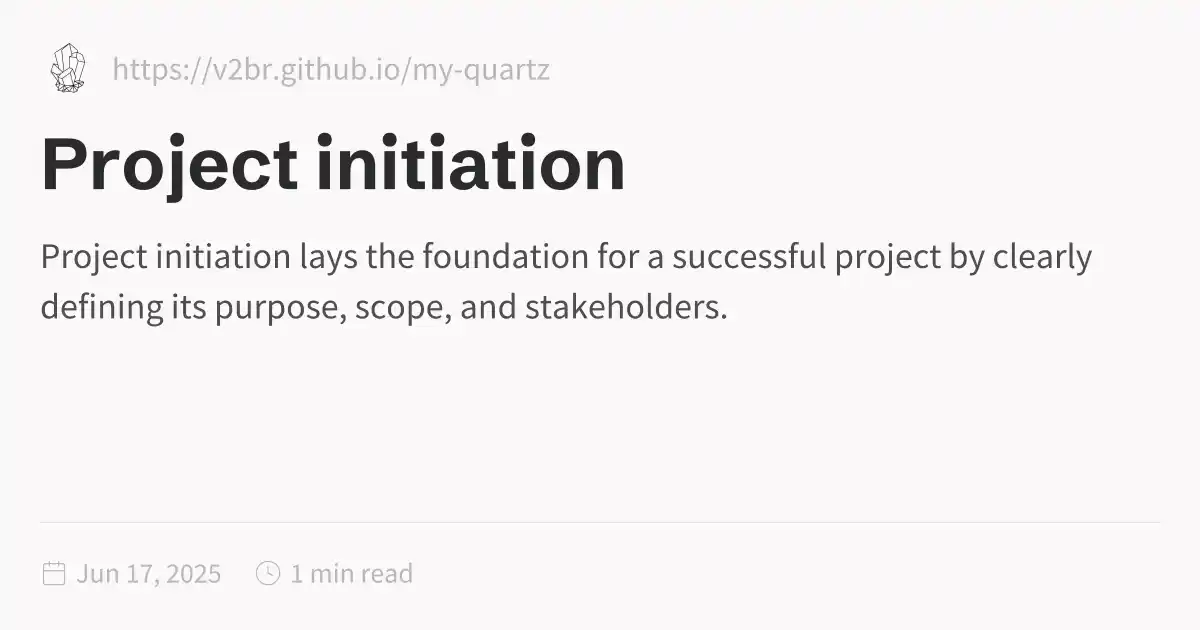 https://v2br.github.io/my-quartz
Project initiation
Project initiation lays the foundation for a successful project by clearly
defining its purpose, scope, and stakeholders.
Jun 17, 2025 1 min read